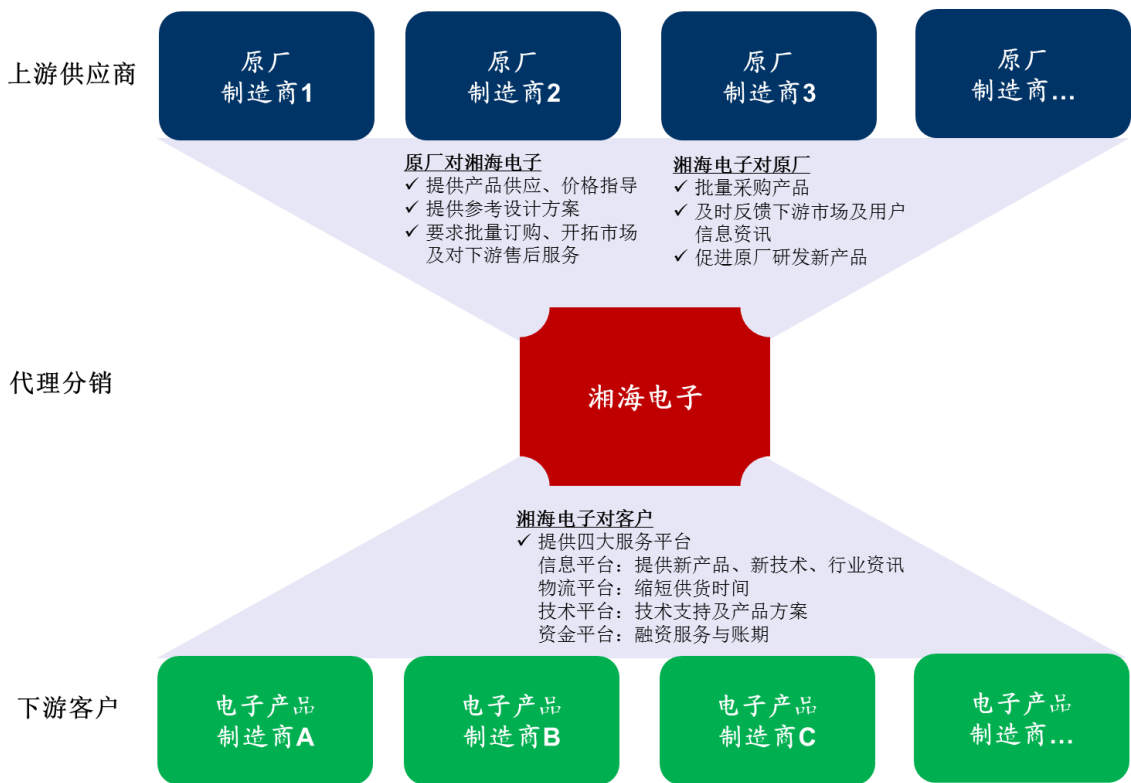 上游供应商
原厂
制造商1
原厂
制造商2
原厂
制造商3
原厂
制造商...
原厂对湘海电子
✓ 提供产品供应、价格指导
✓ 提供参考设计方案
✓ 要求批量订购、开拓市场
及对下游售后服务
湘海电子对原厂
✓ 批量采购产品
✓ 及时反馈下游市场及用户
信息资讯
✓ 促进原厂研发新产品
代理分销
湘海电子
湘海电子对客户
✓ 提供四大服务平台
信息平台：提供新产品、新技术、行业资讯
物流平台：缩短供货时间
技术平台：技术支持及产品方案
资金平台：融资服务与账期
下游客户
电子产品
制造商A
电子产品
制造商B
电子产品
制造商C
电子产品
制造商...